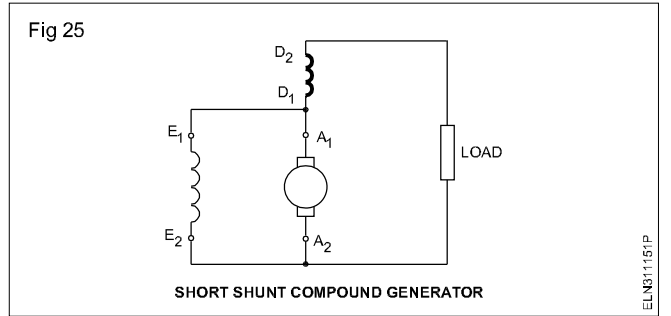 Fig 25
D2
D1
E1
A1
LOAD
E2
A2
SHORT SHUNT COMPOUND GENERATOR
ELN311151P